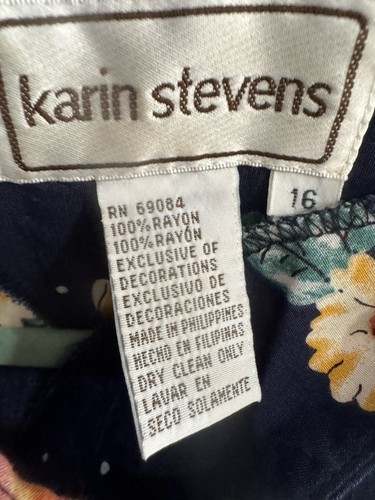 karin stevens
16
RN 69084
100% RAYON
100% RAYÓN
EXCLUSIVE OF
DECORATIONS
EXCLUSIVO DE
DECORACIONES
MADE IN PHILIPPINES
HECHO EN FILIPINAS
DRY CLEAN ONLY
LAVAR EN
SECO SOLAMENTE